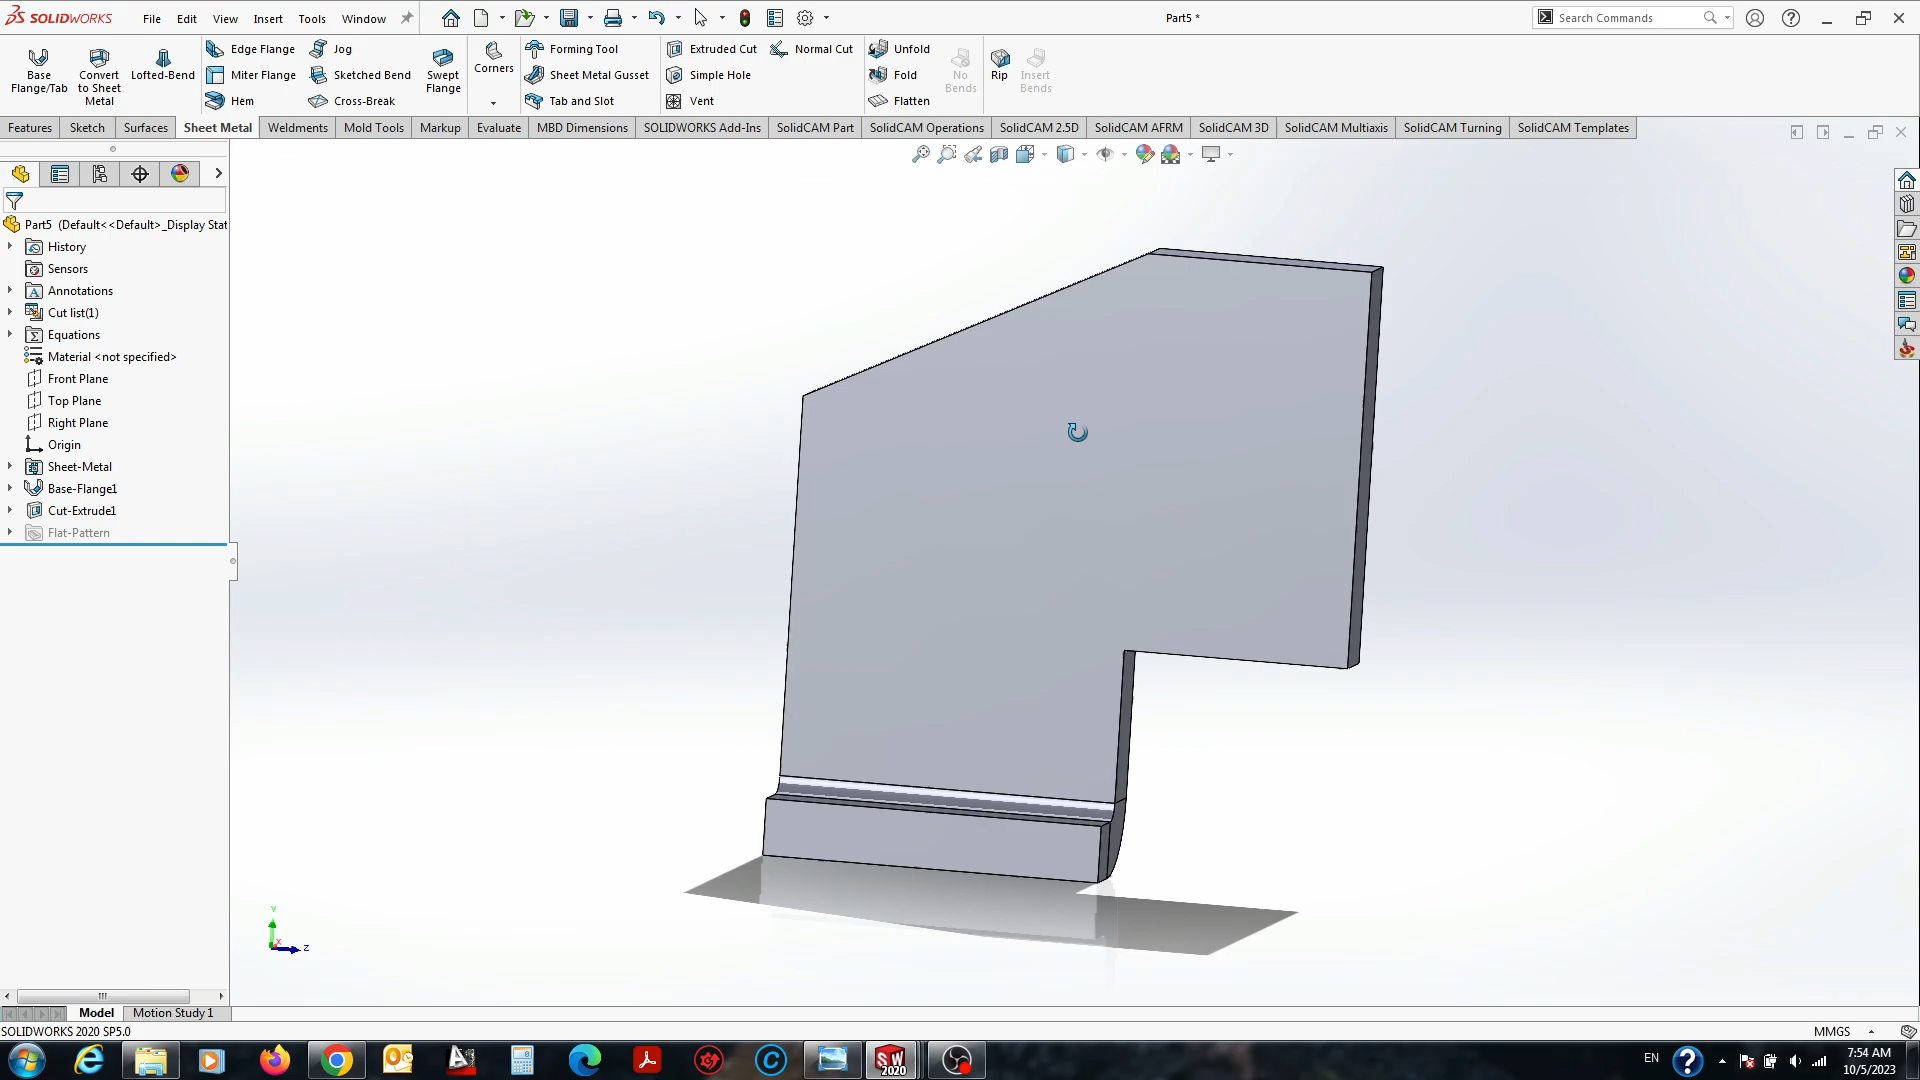 SOLIDWORKS File Edit View Insert Tools Window Part5 * Search Commands
Base Flange/Tab Convert to Sheet Metal Lofted-Bend
Edge Flange Jog
Miter Flange Sketched Bend
Hem Cross-Break
Swept Flange Corners
Forming Tool
Sheet Metal Gusset
Tab and Slot
Extruded Cut Normal Cut
Simple Hole
Vent
Unfold
Fold
Flatten
No Bends Rip Insert Bends
Features Sketch Surfaces Sheet Metal Weldments Mold Tools Markup Evaluate MBD Dimensions SOLIDWORKS Add-Ins SolidCAM Part SolidCAM Operations SolidCAM 2.5D SolidCAM AFRM SolidCAM 3D SolidCAM Multiaxis SolidCAM Turning SolidCAM Templates
Part5 (Default<<Default>_Display Stat
History
Sensors
Annotations
Cut list(1)
Equations
Material <not specified>
Front Plane
Top Plane
Right Plane
Origin
Sheet-Metal
Base-Flange1
Cut-Extrude1
Flat-Pattern
Y
X
Z
Model Motion Study 1
SOLIDWORKS 2020 SP5.0 MMGS
SW 2020
EN
7:54 AM
10/5/2023